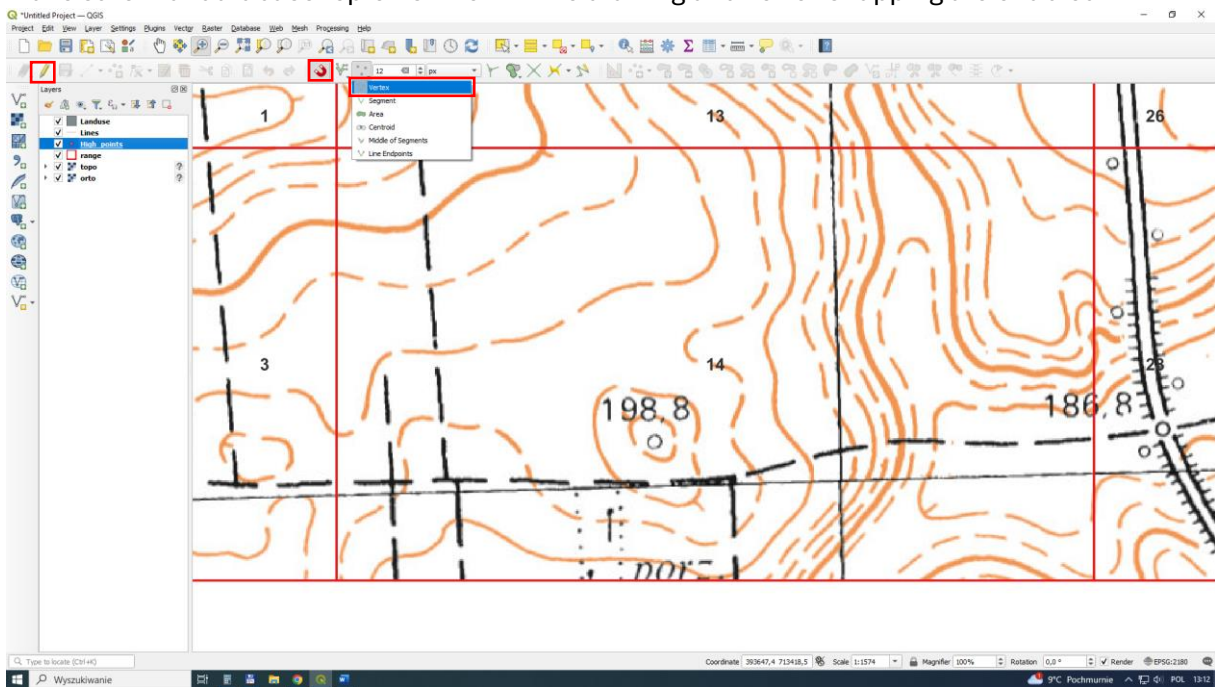 *Untitled Project — QGIS
Project Edit View Layer Settings Plugins Vector Raster Database Web Mesh Processing Help
12 px
Layers
Landuse
Lines
High_points
range
topo ?
orto ?
Vertex
Segment
Area
Centroid
Middle of Segments
Line Endpoints
1 13 26
3 14 28
198,8 186,8
porz.
Type to locate (Ctrl+K) Coordinate 393647,4 713418,5 Scale 1:1574 Magnifier 100% Rotation 0,0 ° Render EPSG:2180
Wyszukiwanie 9°C Pochmurnie POL 13:12